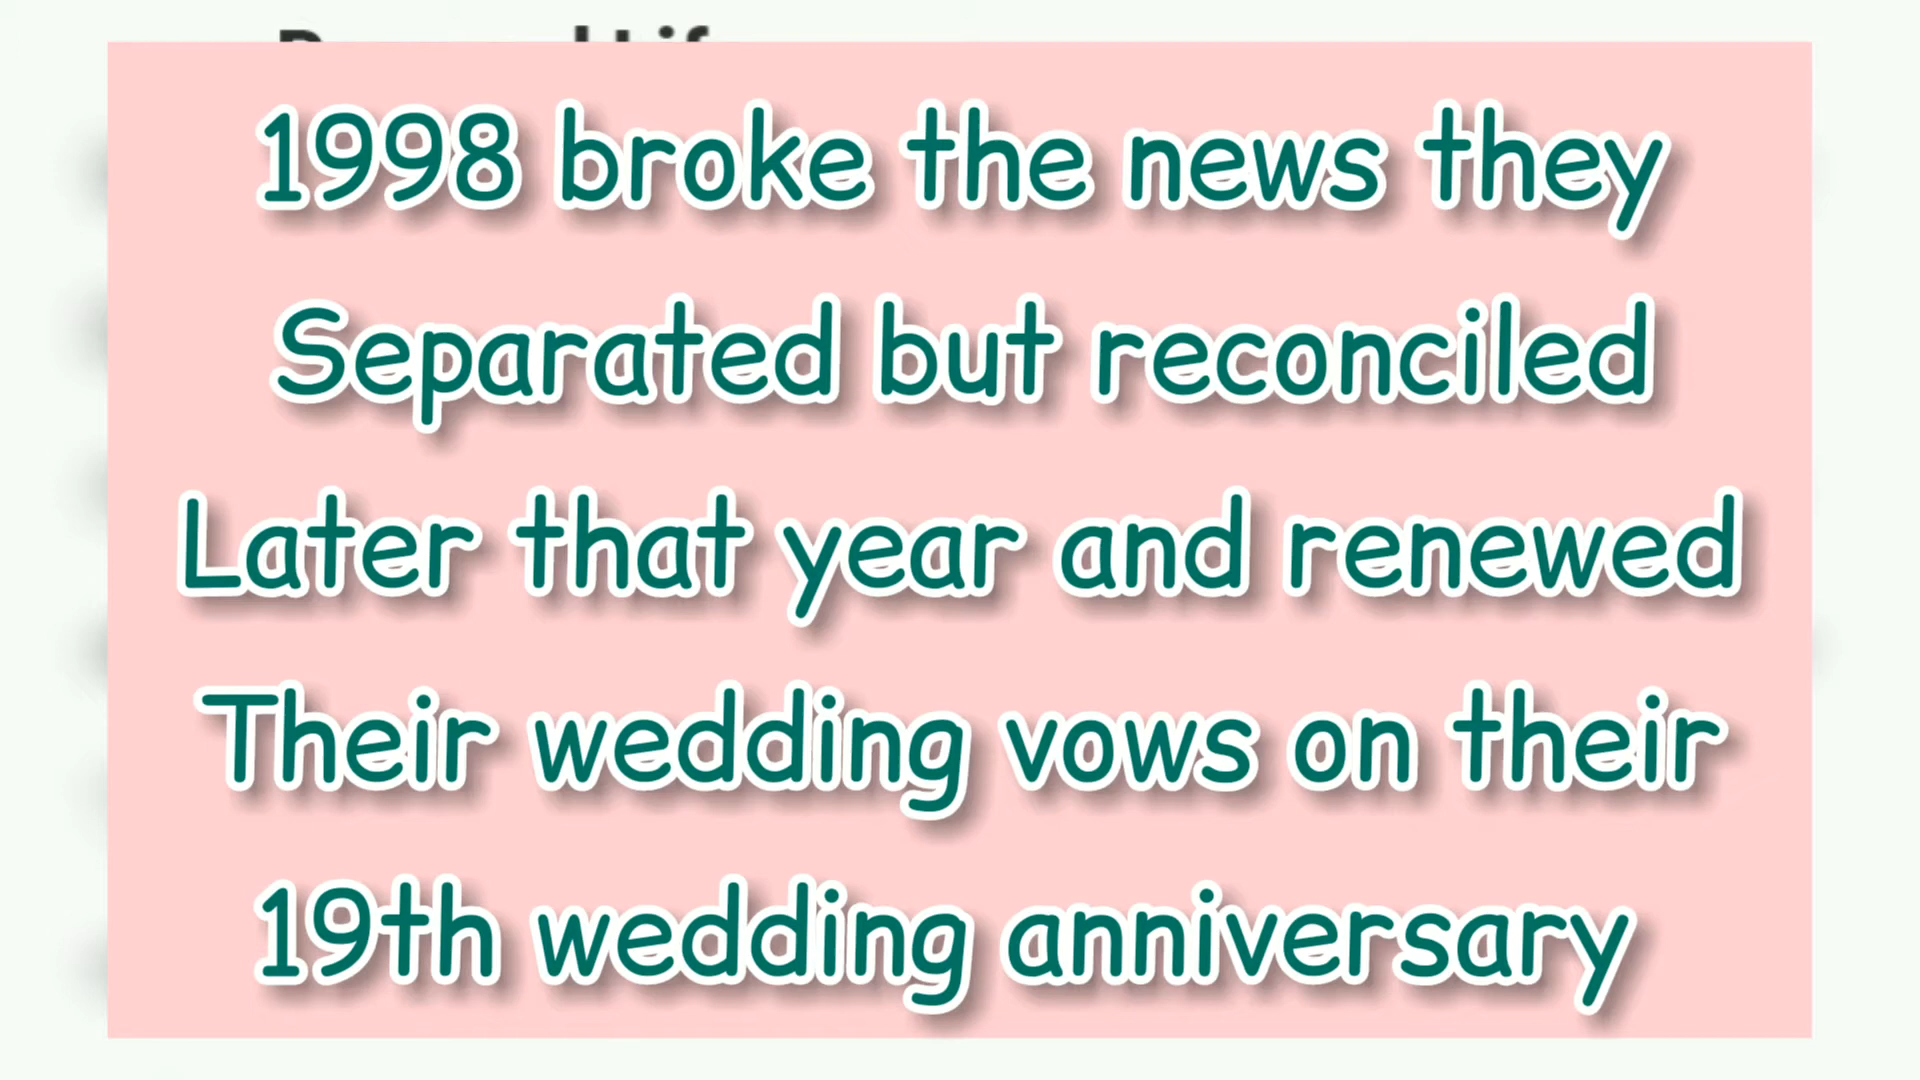 1998 broke the news they
Separated but reconciled
Later that year and renewed
Their wedding vows on their
19th wedding anniversary